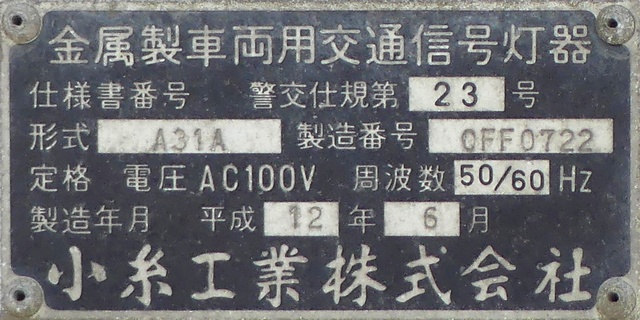 金属製車両用交通信号灯器
仕様書番号 警交仕規第 23 号
形式 A31A 製造番号 OFF0722
定格 電圧 AC100V 周波数 50/60 Hz
製造年月 平成 12 年 6 月
小糸工業株式会社